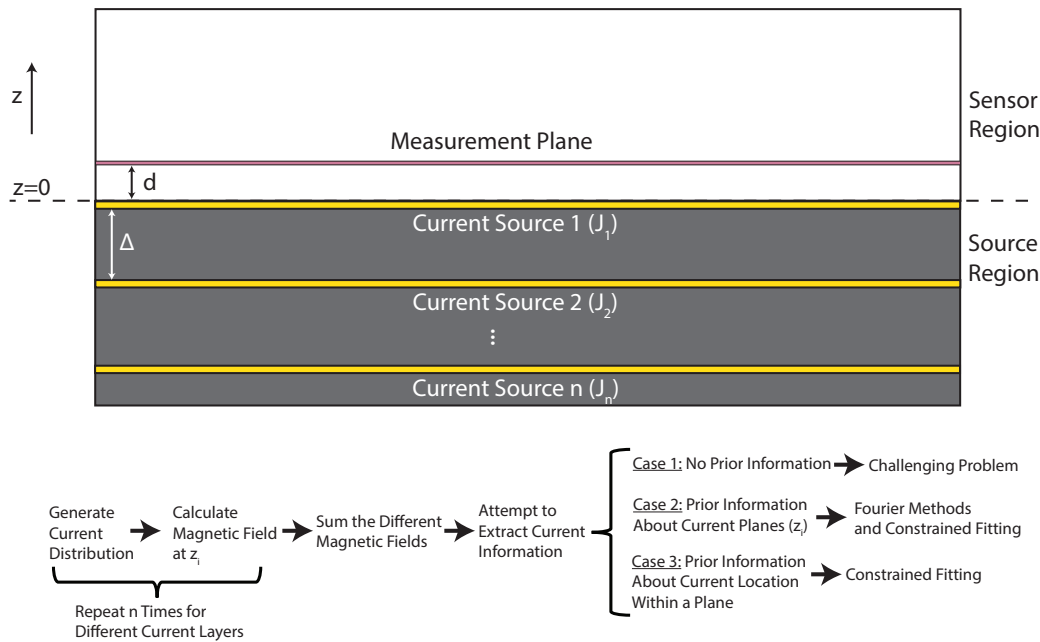 z
Sensor
Region
Measurement Plane
z=0
d
Current Source 1 (J₁)
Δ
Source
Region
Current Source 2 (J₂)
⋮
Current Source n (Jₙ)
Generate
Current
Distribution
Calculate
Magnetic Field
at zᵢ
Sum the Different
Magnetic Fields
Attempt to
Extract Current
Information
Case 1: No Prior Information
Challenging Problem
Case 2: Prior Information
About Current Planes (zᵢ)
Fourier Methods
and Constrained Fitting
Case 3: Prior Information
About Current Location
Within a Plane
Constrained Fitting
Repeat n Times for
Different Current Layers